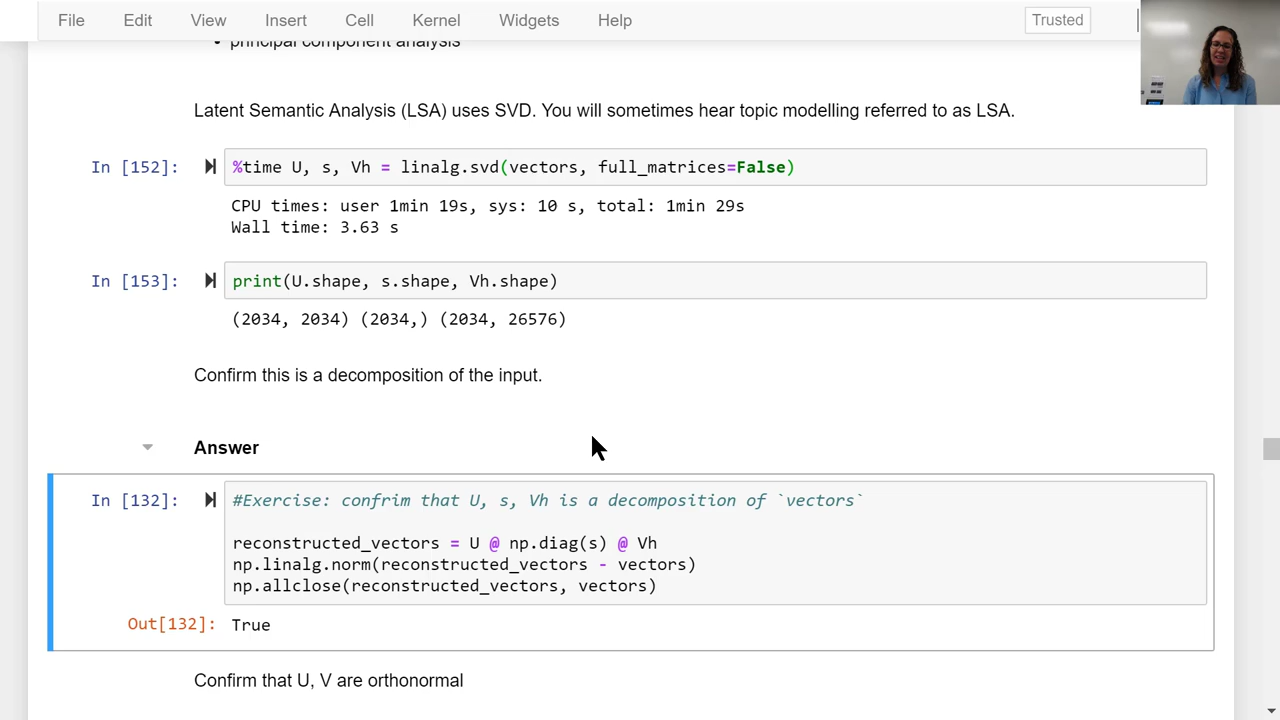 File Edit View Insert Cell Kernel Widgets Help Trusted
• principal component analysis
Latent Semantic Analysis (LSA) uses SVD. You will sometimes hear topic modelling referred to as LSA.
In [152]: %time U, s, Vh = linalg.svd(vectors, full_matrices=False)
CPU times: user 1min 19s, sys: 10 s, total: 1min 29s
Wall time: 3.63 s
In [153]: print(U.shape, s.shape, Vh.shape)
(2034, 2034) (2034,) (2034, 26576)
Confirm this is a decomposition of the input.
Answer
In [132]: #Exercise: confrim that U, s, Vh is a decomposition of `vectors`
reconstructed_vectors = U @ np.diag(s) @ Vh
np.linalg.norm(reconstructed_vectors - vectors)
np.allclose(reconstructed_vectors, vectors)
Out[132]: True
Confirm that U, V are orthonormal